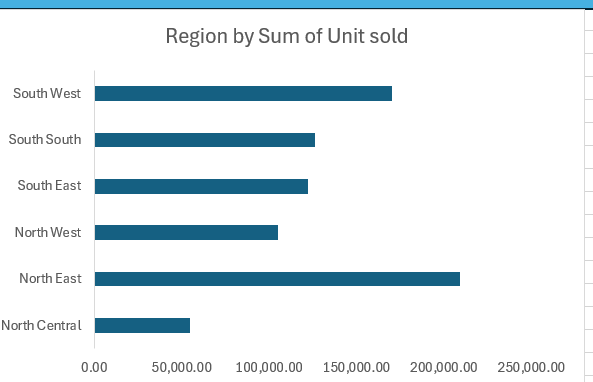 Region by Sum of Unit sold
South West
South South
South East
North West
North East
North Central
0.00 50,000.00 100,000.00 150,000.00 200,000.00 250,000.00